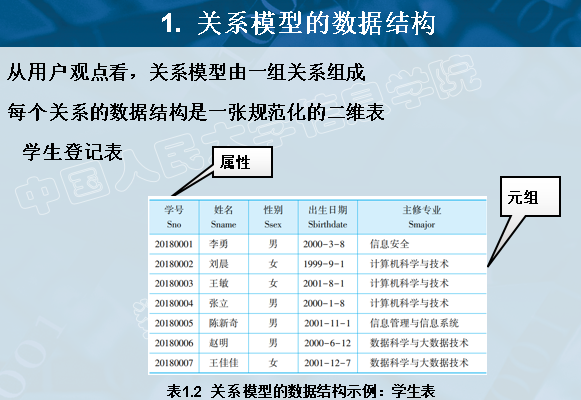 1. 关系模型的数据结构
从用户观点看，关系模型由一组关系组成
每个关系的数据结构是一张规范化的二维表
学生登记表
属性
元组
学号 姓名 性别 出生日期 主修专业
Sno Sname Ssex Sbirthdate Smajor
20180001 李勇 男 2000-3-8 信息安全
20180002 刘晨 女 1999-9-1 计算机科学与技术
20180003 王敏 女 2001-8-1 计算机科学与技术
20180004 张立 男 2000-1-8 计算机科学与技术
20180005 陈新奇 男 2001-11-1 信息管理与信息系统
20180006 赵明 男 2000-6-12 数据科学与大数据技术
20180007 王佳佳 女 2001-12-7 数据科学与大数据技术
表1.2 关系模型的数据结构示例：学生表
中国人民大学信息学院